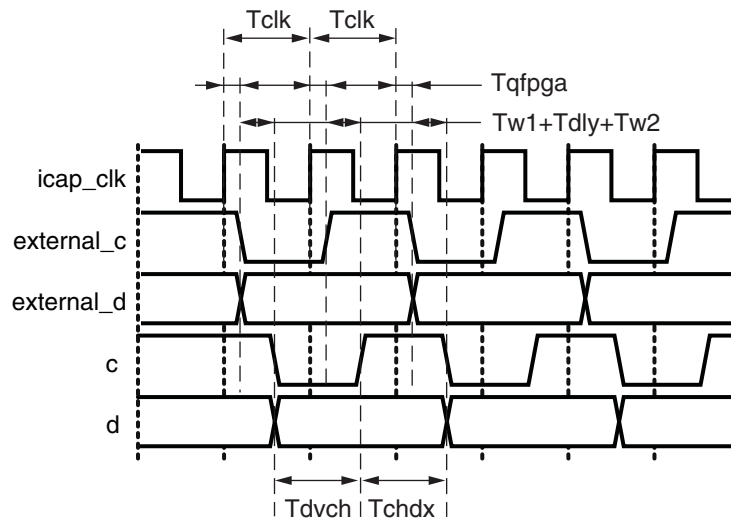 Tclk Tclk
Tqfpga
Tw1+Tdly+Tw2
icap_clk
external_c
external_d
c
d
Tdvch Tchdx